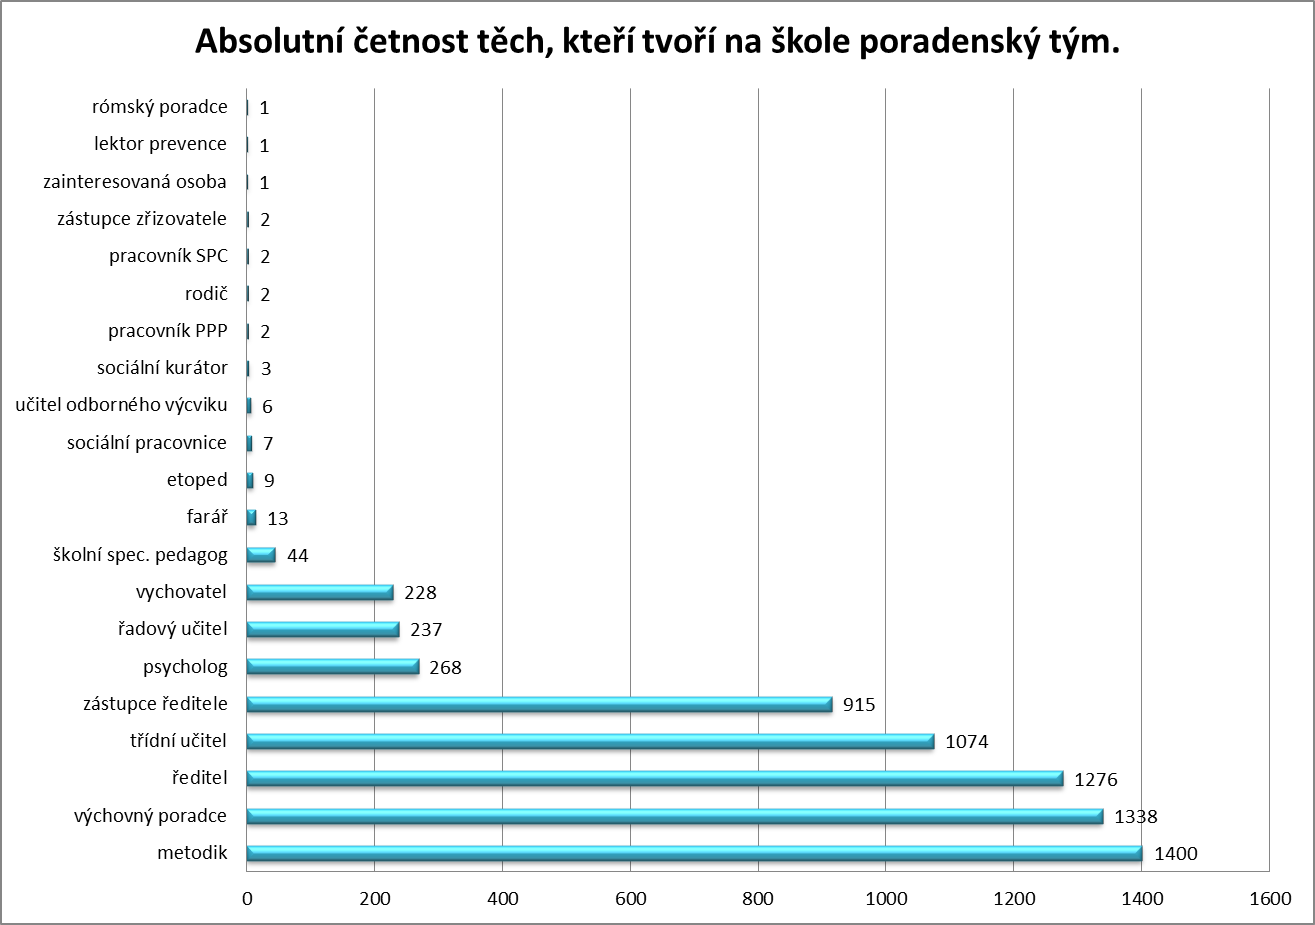 Absolutní četnost těch, kteří tvoří na škole poradenský tým.
rómský poradce 1
lektor prevence 1
zainteresovaná osoba 1
zástupce zřizovatele 2
pracovník SPC 2
rodič 2
pracovník PPP 2
sociální kurátor 3
učitel odborného výcviku 6
sociální pracovnice 7
etoped 9
farář 13
školní spec. pedagog 44
vychovatel 228
řadový učitel 237
psycholog 268
zástupce ředitele 915
třídní učitel 1074
ředitel 1276
výchovný poradce 1338
metodik 1400
0 200 400 600 800 1000 1200 1400 1600